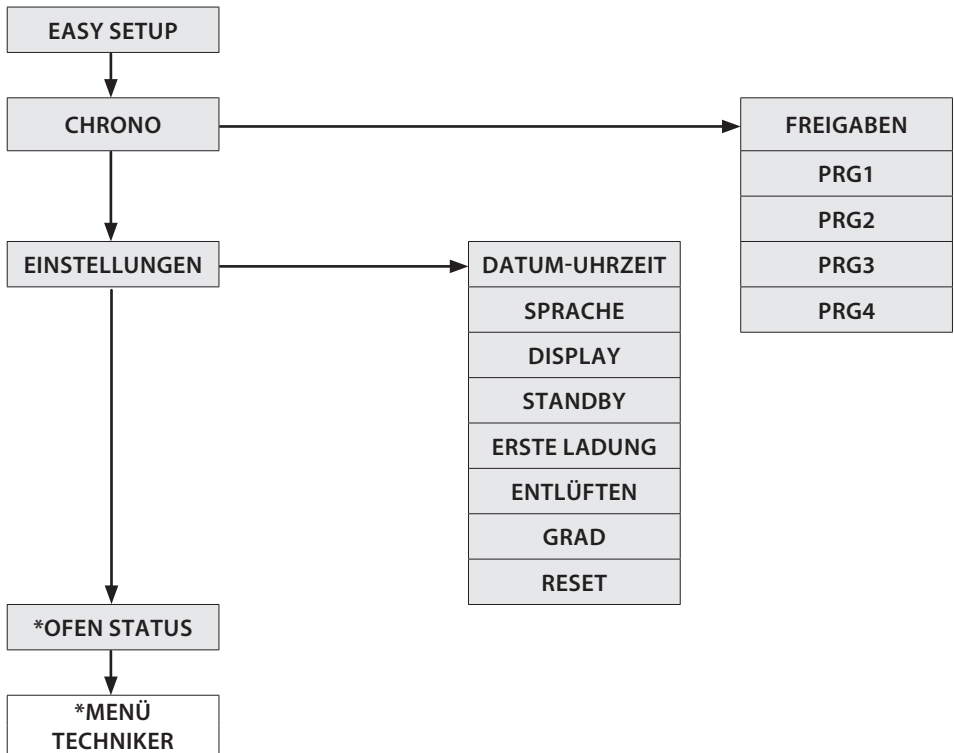 EASY SETUP
CHRONO
FREIGABEN
PRG1
PRG2
PRG3
PRG4
EINSTELLUNGEN
DATUM-UHRZEIT
SPRACHE
DISPLAY
STANDBY
ERSTE LADUNG
ENTLÜFTEN
GRAD
RESET
*OFEN STATUS
*MENÜ
TECHNIKER